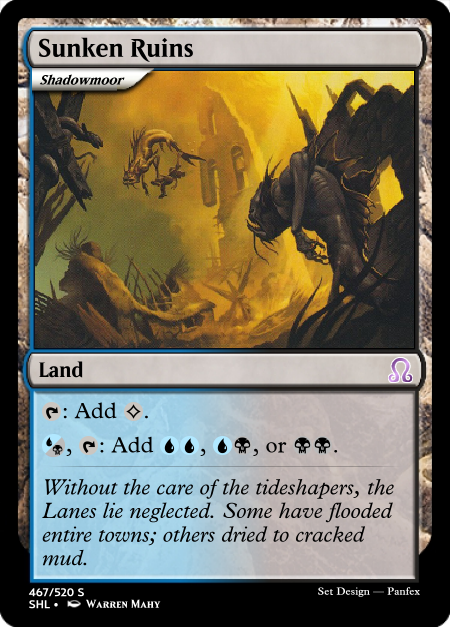 Sunken Ruins
Shadowmoor
Land
: Add .
, : Add , , or .
Without the care of the tideshapers, the
Lanes lie neglected. Some have flooded
entire towns; others dried to cracked
mud.
467/520 S
Set Design — Panfex
SHL • Warren Mahy